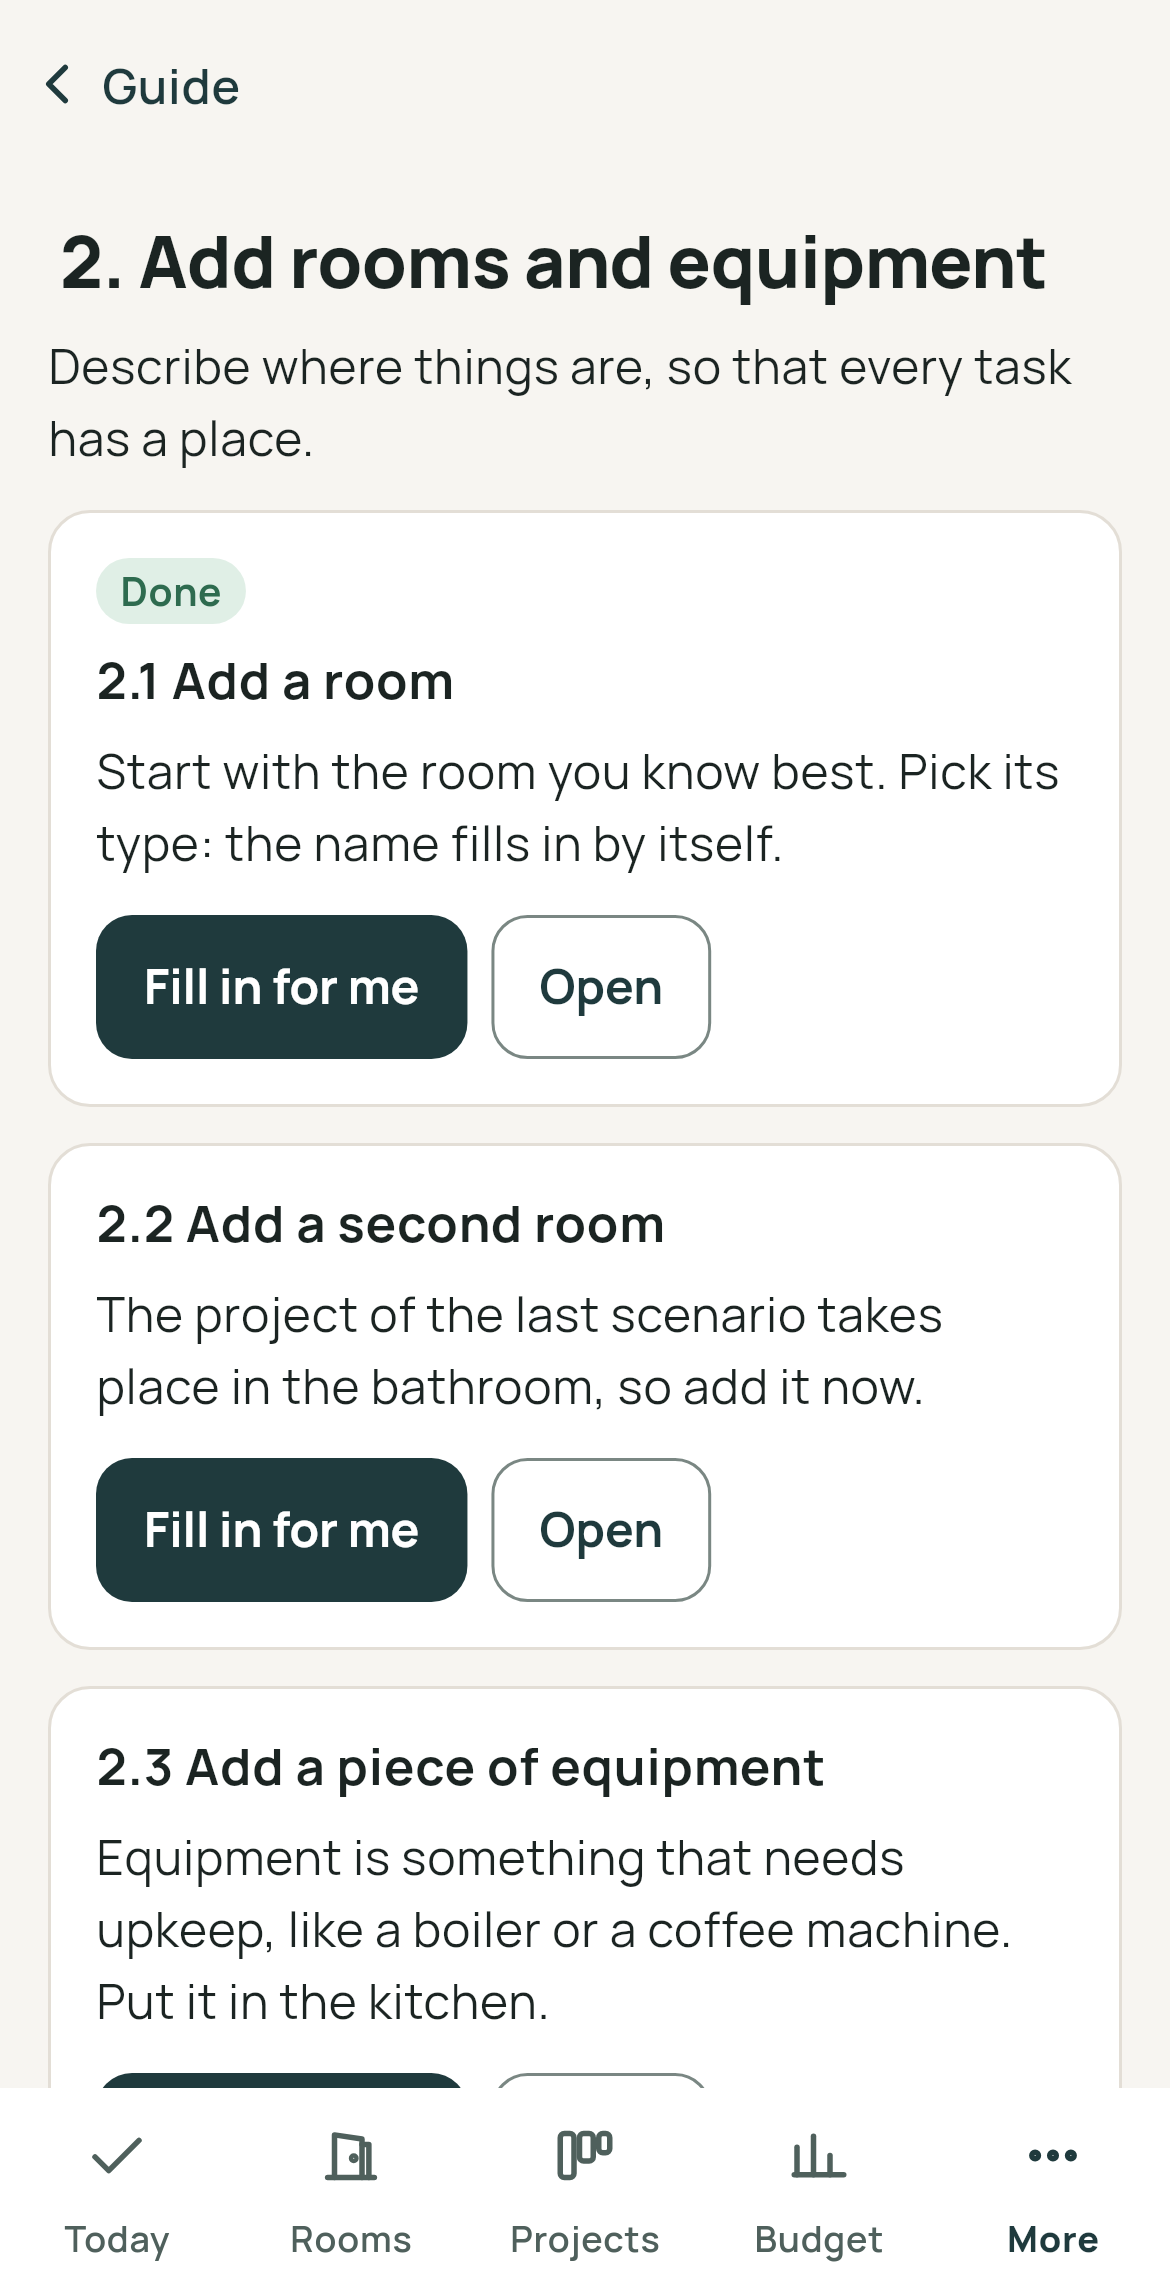 Guide
2. Add rooms and equipment
Describe where things are, so that every task
has a place.
Done
2.1 Add a room
Start with the room you know best. Pick its
type: the name fills in by itself.
Fill in for me
Open
2.2 Add a second room
The project of the last scenario takes
place in the bathroom, so add it now.
Fill in for me
Open
2.3 Add a piece of equipment
Equipment is something that needs
upkeep, like a boiler or a coffee machine.
Put it in the kitchen.
Today
Rooms
Projects
Budget
More